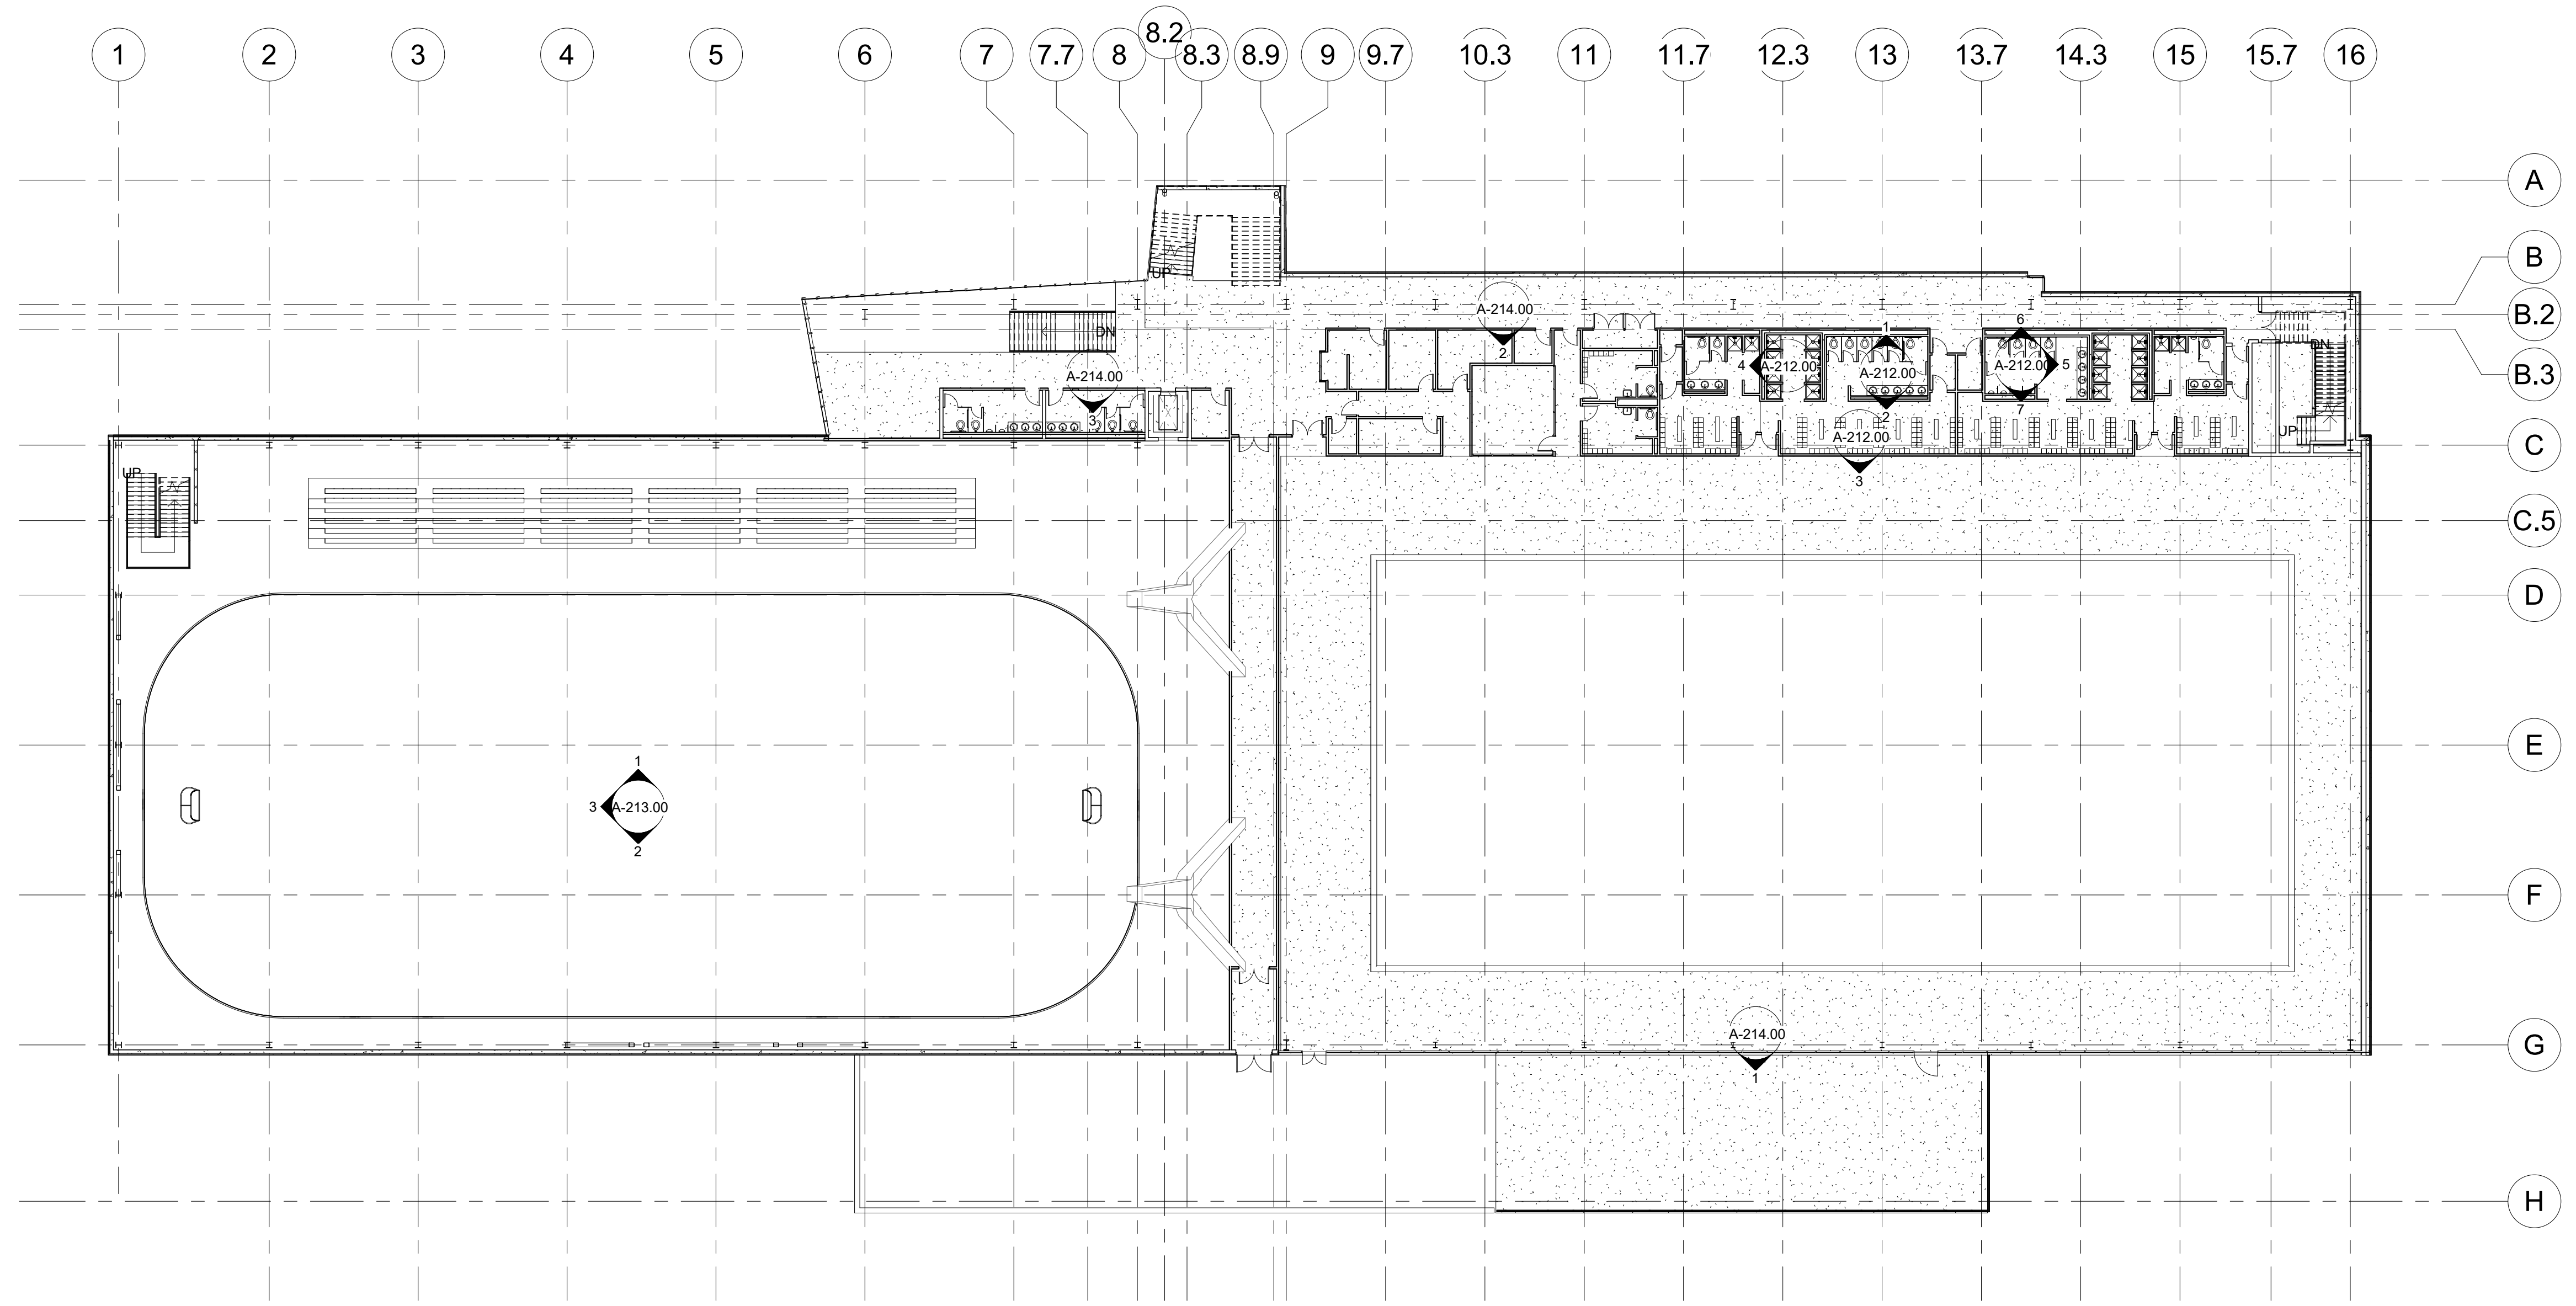 8.2
1
2
3
4
5
6
7
7.7
8
8.3
8.9
9
9.7
10.3
11
11.7
12.3
13
13.7
14.3
15
15.7
16
A
B
B.2
B.3
C
C.5
D
E
F
G
H
UP
DN
A-214.00
3
A-214.00
2
1
4
A-212.00
A-212.00
2
A-212.00
3
6
A-212.00
5
7
DN
UP
UP
1
3
A-213.00
2
A-214.00
1